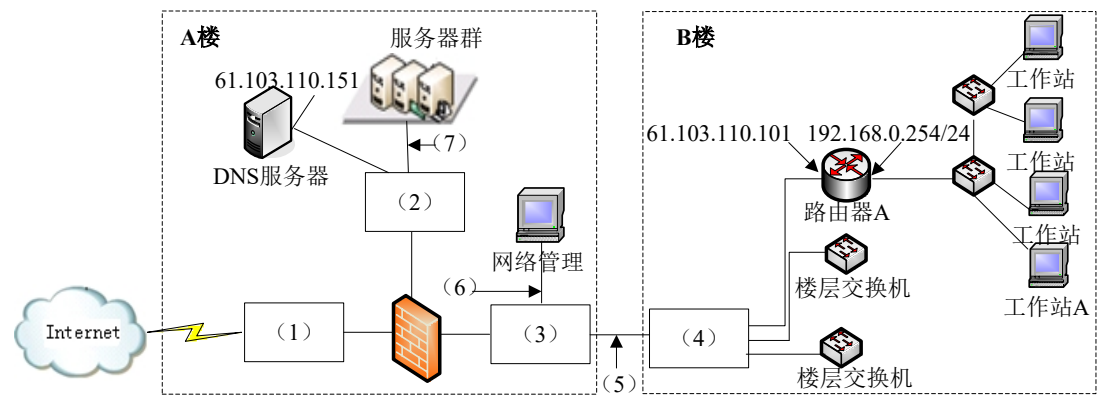 A楼
服务器群
61.103.110.151
DNS服务器
（7）
（2）
网络管理
（6）
Internet
（1）
（3）
（5）
B楼
工作站
61.103.110.101
192.168.0.254/24
工作站
路由器A
工作站
楼层交换机
工作站A
（4）
楼层交换机